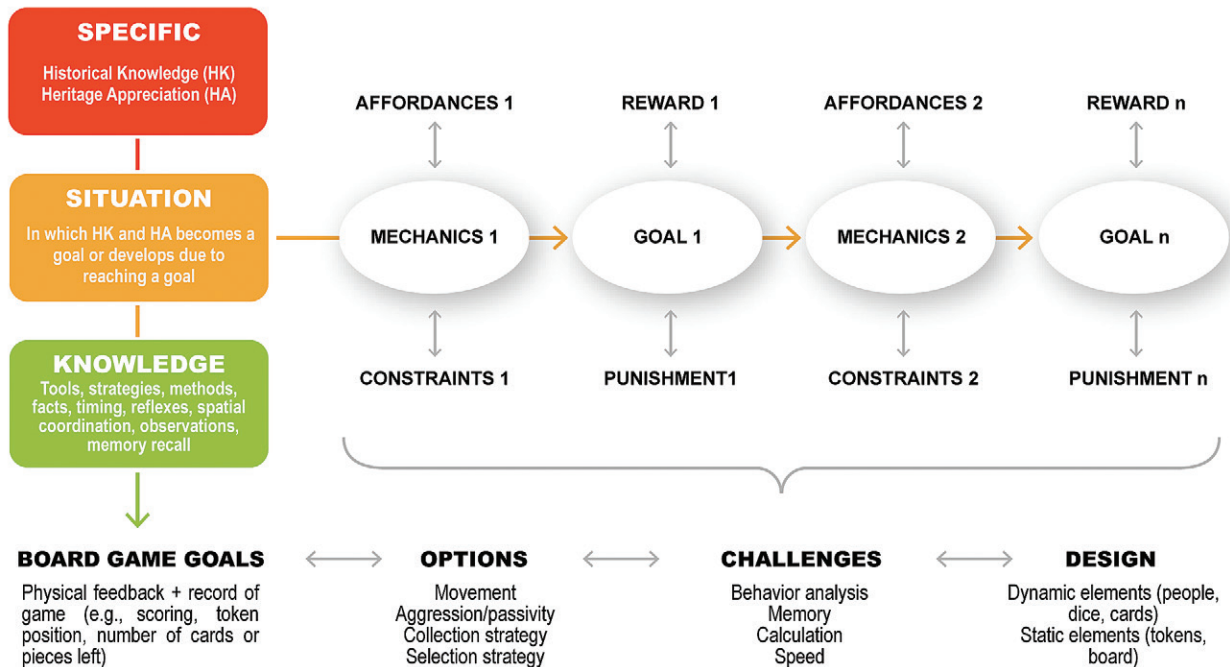 SPECIFIC
Historical Knowledge (HK)
Heritage Appreciation (HA)
SITUATION
In which HK and HA becomes a
goal or develops due to
reaching a goal
KNOWLEDGE
Tools, strategies, methods,
facts, timing, reflexes, spatial
coordination, observations,
memory recall
AFFORDANCES 1
REWARD 1
AFFORDANCES 2
REWARD n
MECHANICS 1
GOAL 1
MECHANICS 2
GOAL n
CONSTRAINTS 1
PUNISHMENT1
CONSTRAINTS 2
PUNISHMENT n
BOARD GAME GOALS
Physical feedback + record of
game (e.g., scoring, token
position, number of cards or
pieces left)
OPTIONS
Movement
Aggression/passivity
Collection strategy
Selection strategy
CHALLENGES
Behavior analysis
Memory
Calculation
Speed
DESIGN
Dynamic elements (people,
dice, cards)
Static elements (tokens,
board)